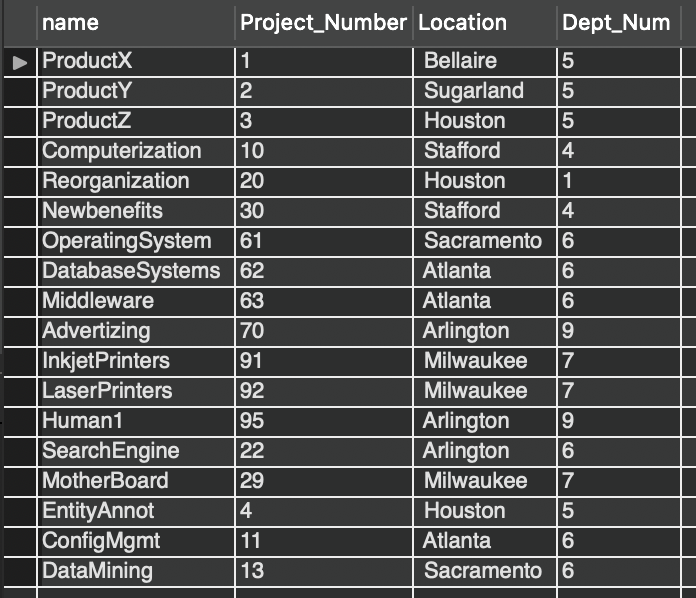 name Project_Number Location Dept_Num
ProductX 1 Bellaire 5
ProductY 2 Sugarland 5
ProductZ 3 Houston 5
Computerization 10 Stafford 4
Reorganization 20 Houston 1
Newbenefits 30 Stafford 4
OperatingSystem 61 Sacramento 6
DatabaseSystems 62 Atlanta 6
Middleware 63 Atlanta 6
Advertizing 70 Arlington 9
InkjetPrinters 91 Milwaukee 7
LaserPrinters 92 Milwaukee 7
Human1 95 Arlington 9
SearchEngine 22 Arlington 6
MotherBoard 29 Milwaukee 7
EntityAnnot 4 Houston 5
ConfigMgmt 11 Atlanta 6
DataMining 13 Sacramento 6